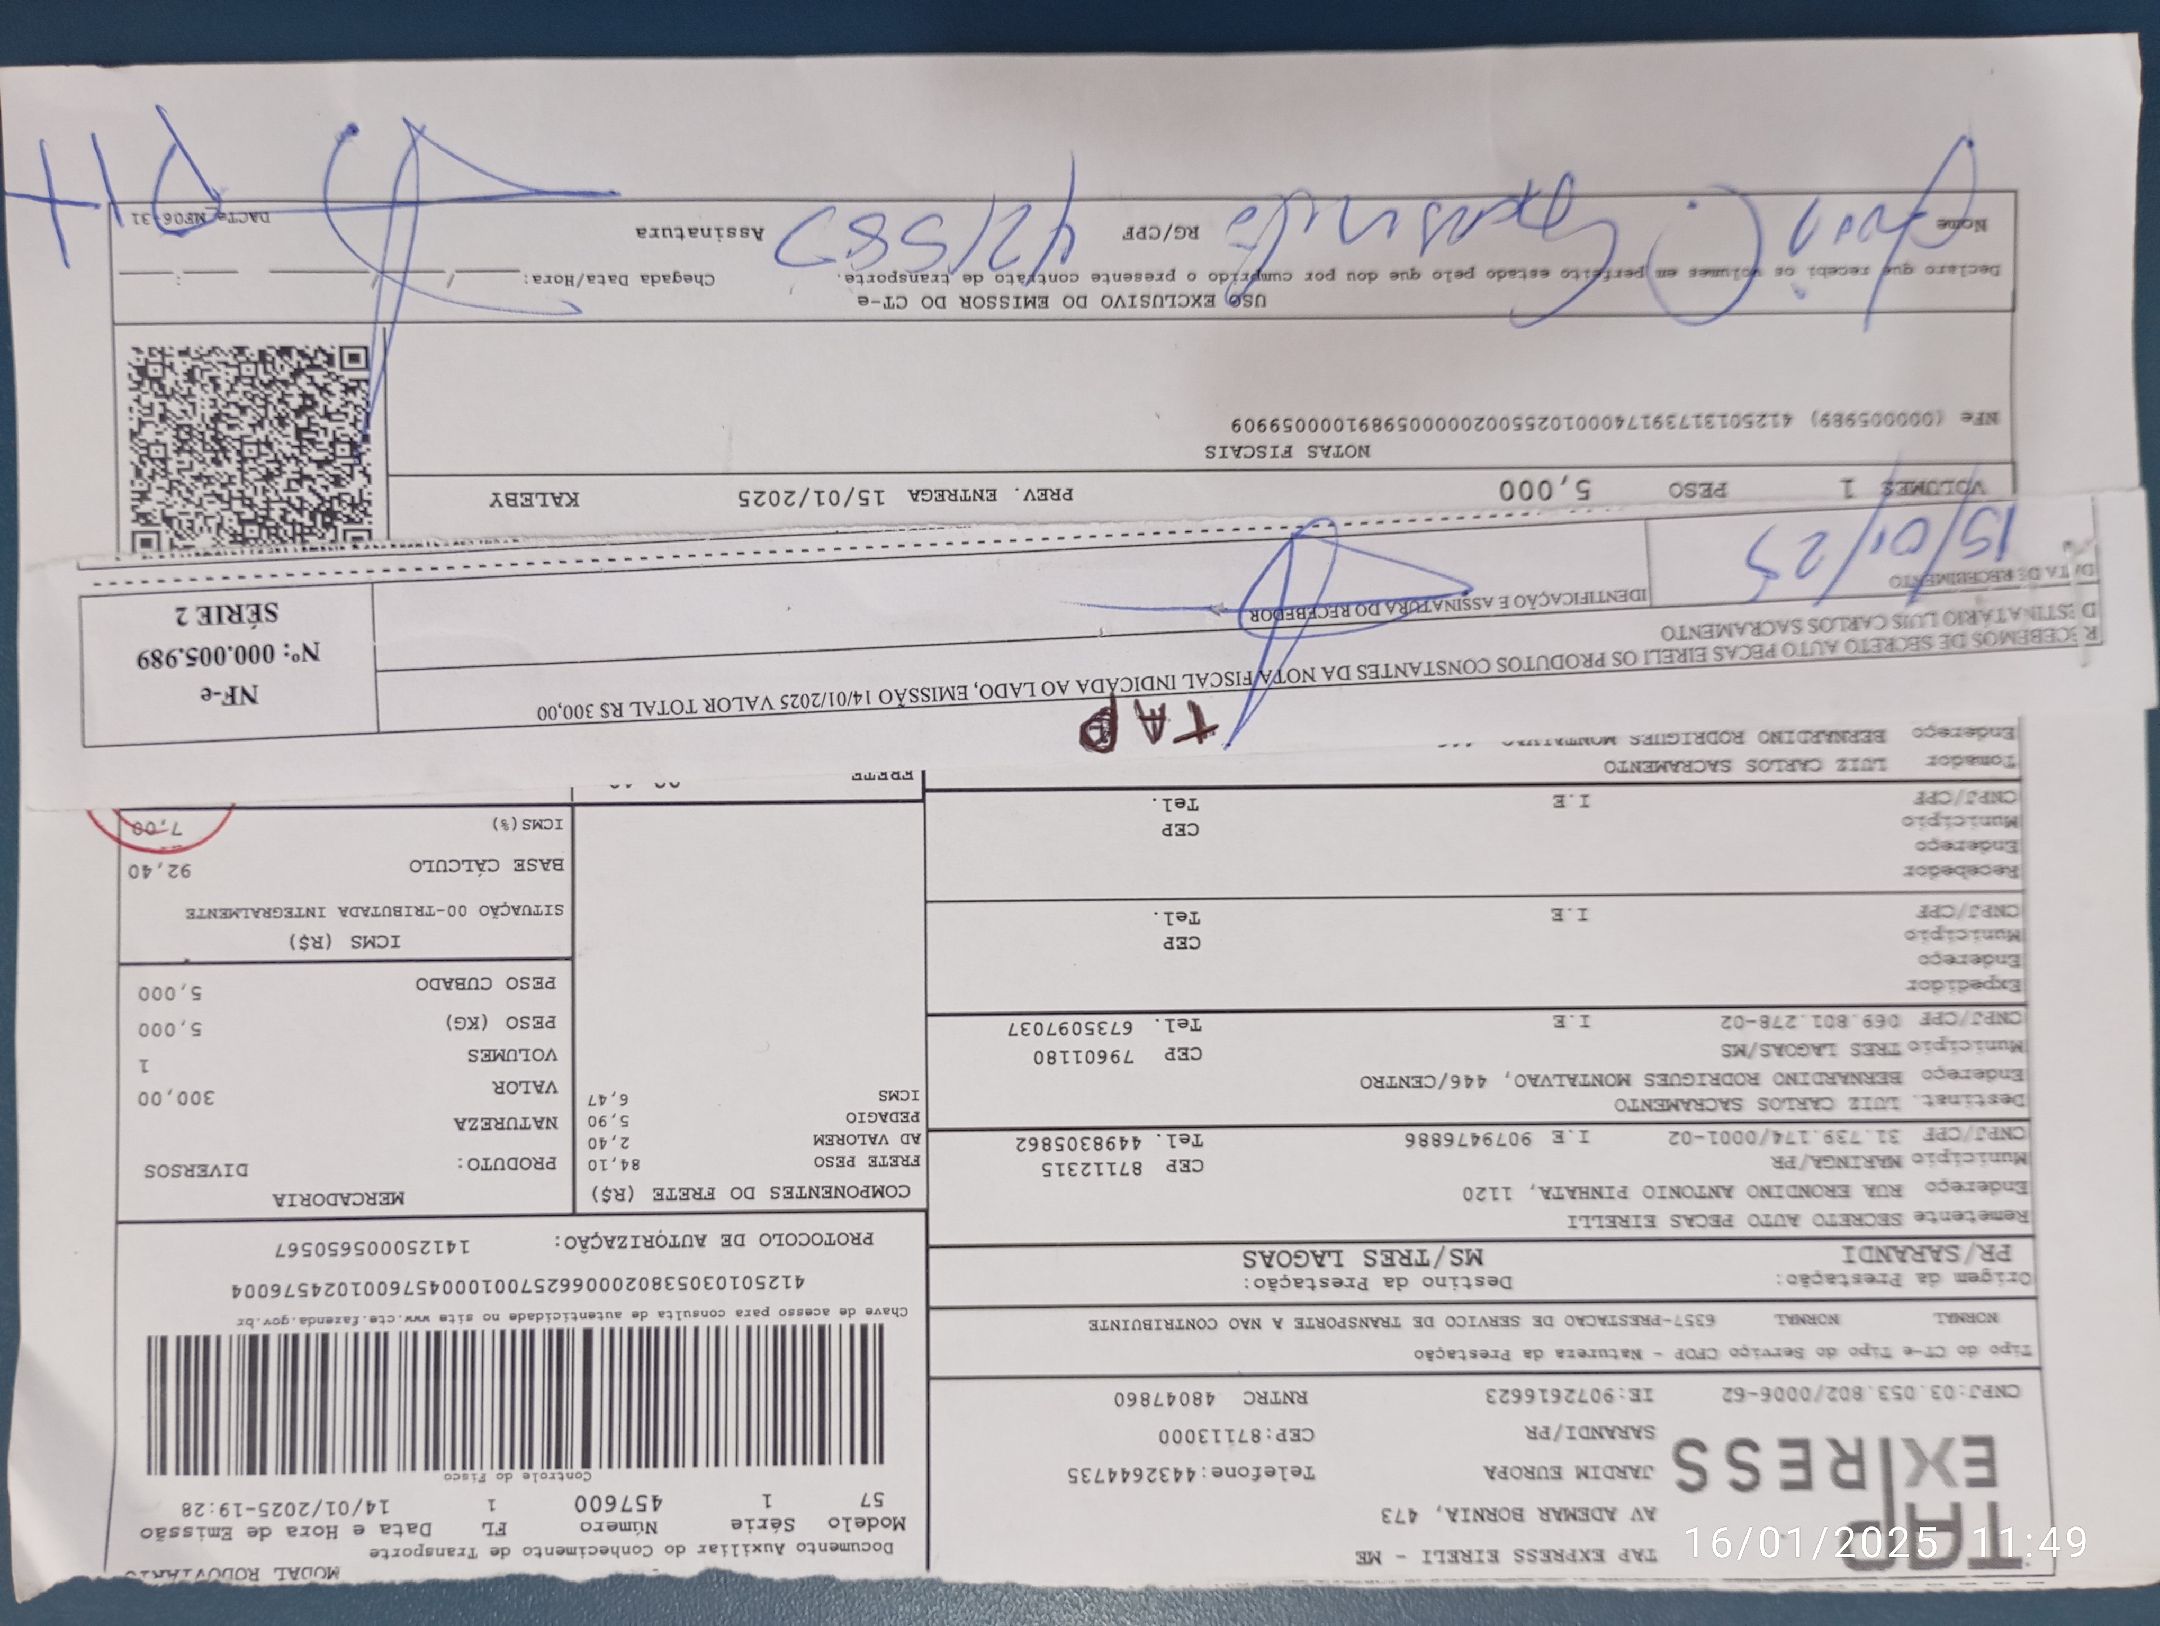 MODAL RODOVIÁRIO
TAP EXPRESS
TAP EXPRESS EIRELI - ME
AV ADEMAR BORNIA, 473
JARDIM EUROPA Telefone:4432644735
SARANDI/PR CEP:87113000
CNPJ:03.053.802/0006-62 IE:9072616623 RNTRC 48047860
Documento Auxiliar do Conhecimento de Transporte
Modelo Série Número FL Data e Hora de Emissão
57 1 457600 1 14/01/2025-19:28
Controle do Fisco
Chave de acesso para consulta de autenticidade no site www.cte.fazenda.gov.br
41250103053802000662570010004576001024576004
PROTOCOLO DE AUTORIZAÇÃO: 141250005650567
Tipo do CT-e Tipo do Serviço CFOP - Natureza da Prestação
NORMAL NORMAL 6357-PRESTACAO DE SERVICO DE TRANSPORTE A NAO CONTRIBUINTE
Origem da Prestação: Destino da Prestação:
PR/SARANDI MS/TRES LAGOAS
Remetente SECRETO AUTO PECAS EIRELLI
Endereço RUA ERONDINO ANTONIO PINHATA, 1120
Município MARINGA/PR CEP 87112315
CNPJ/CPF 31.739.174/0001-02 I.E 9079476886 Tel. 4498305862
Destinat. LUIZ CARLOS SACRAMENTO
Endereço BERNARDINO RODRIGUES MONTALVAO, 446/CENTRO
Município TRES LAGOAS/MS CEP 79601180
CNPJ/CPF 069.801.278-02 I.E Tel. 6735097037
Expedidor
Endereço
Município CEP
CNPJ/CPF I.E Tel.
Recebedor
Endereço
Município CEP
CNPJ/CPF I.E Tel.
Tomador LUIZ CARLOS SACRAMENTO
Endereço BERNARDINO RODRIGUES MONTALVAO
COMPONENTES DO FRETE (R$)
FRETE PESO 84,10
AD VALOREM 2,40
PEDAGIO 5,90
ICMS 6,47
FRETE
MERCADORIA
PRODUTO: DIVERSOS
NATUREZA
VALOR 300,00
VOLUMES 1
PESO (KG) 5,000
PESO CUBADO 5,000
ICMS (R$)
SITUAÇÃO 00-TRIBUTADA INTEGRALMENTE
BASE CÁLCULO 92,40
ICMS(%) 7,00
TAP
RECEBEMOS DE SECRETO AUTO PECAS EIRELI OS PRODUTOS CONSTANTES DA NOTA FISCAL INDICADA AO LADO, EMISSÃO 14/01/2025 VALOR TOTAL R$ 300,00
DESTINATÁRIO LUIS CARLOS SACRAMENTO
DATA DE RECEBIMENTO IDENTIFICAÇÃO E ASSINATURA DO RECEBEDOR
15/01/25
NF-e
Nº: 000.005.989
SÉRIE 2
VOLUMES 1 PESO 5,000 PREV. ENTREGA 15/01/2025 KALEBY
NOTAS FISCAIS
NFe (000005989) 41250131739174000102550020000059891000059909
USO EXCLUSIVO DO EMISSOR DO CT-e
Declaro que recebi os volumes em perfeito estado pelo que dou por cumprido o presente contrato de transporte. Chegada Data/Hora: __/__/__ __:__
Nome RG/CPF Assinatura DACTe MF06-31
16/01/2025 11:49